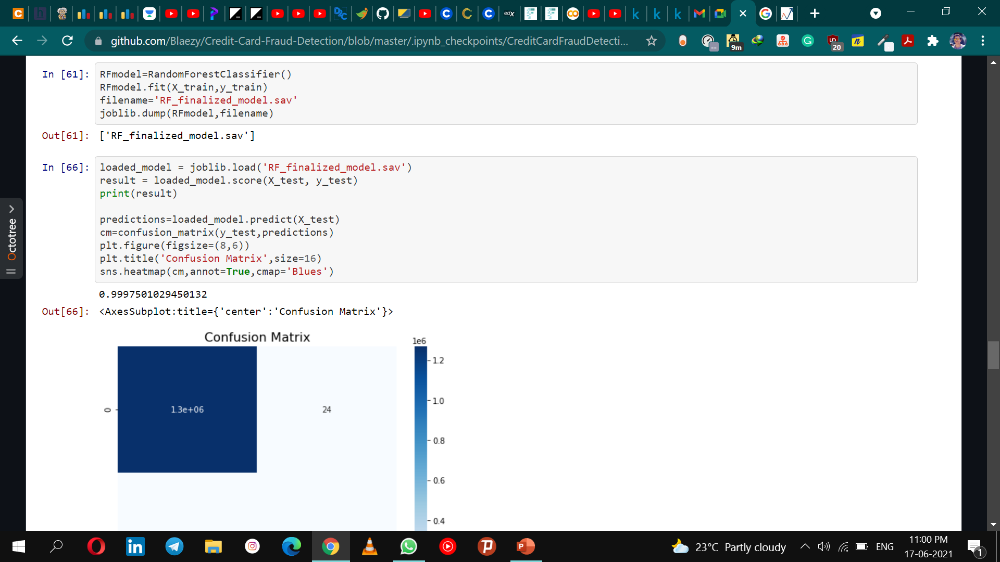 github.com/Blaezy/Credit-Card-Fraud-Detection/blob/master/.ipynb_checkpoints/CreditCardFraudDetecti...
edx
--
9m
20
In [61]:
RFmodel=RandomForestClassifier()
RFmodel.fit(X_train,y_train)
filename='RF_finalized_model.sav'
joblib.dump(RFmodel,filename)
Out[61]: ['RF_finalized_model.sav']
In [66]:
loaded_model = joblib.load('RF_finalized_model.sav')
result = loaded_model.score(X_test, y_test)
print(result)
predictions=loaded_model.predict(X_test)
cm=confusion_matrix(y_test,predictions)
plt.figure(figsize=(8,6))
plt.title('Confusion Matrix',size=16)
sns.heatmap(cm,annot=True,cmap='Blues')
0.9997501029450132
Out[66]: <AxesSubplot:title={'center':'Confusion Matrix'}>
Confusion Matrix
1e6
1.2
1.0
0.8
0.6
0.4
0
1.3e+06
24
Octotree
23°C Partly cloudy
ENG
11:00 PM
17-06-2021
1